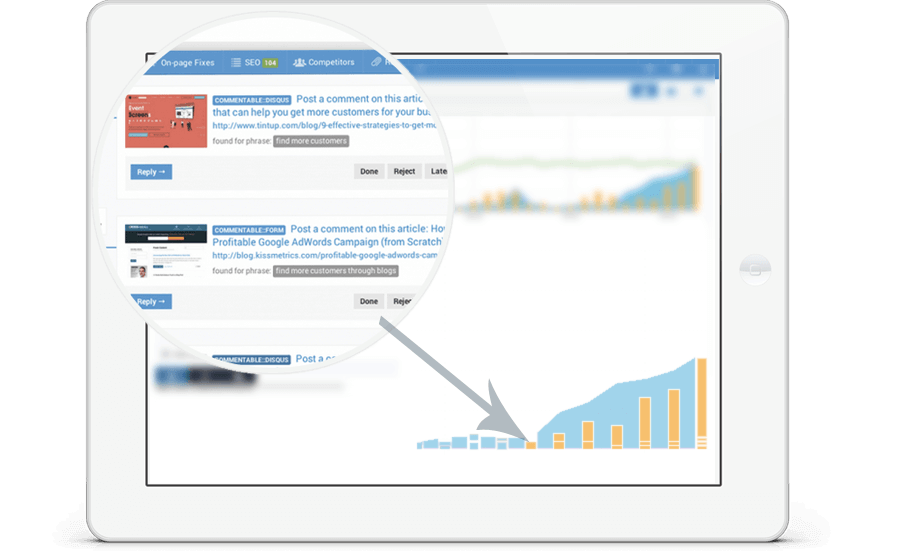 On-page Fixes SEO 104 Competitors
COMMENTABLE::DISQUS Post a comment on this artic
that can help you get more customers for your bu
http://www.tintup.com/blog/9-effective-strategies-to-get-mo
found for phrase: find more customers
Event
Reply → Done Reject Late
COMMENTABLE::FORM Post a comment on this article: How
Profitable Google AdWords Campaign (from Scratch)
http://blog.kissmetrics.com/profitable-google-adwords-cam
found for phrase: find more customers through blogs
Reply → Done Rejec
COMMENTABLE::DISQUS Post a co